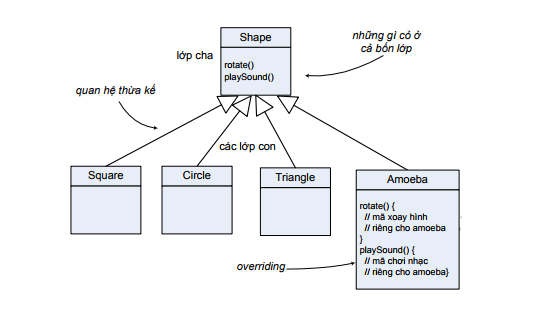 Shape
rotate()
playSound()
lớp cha
những gì có ở
cả bốn lớp
quan hệ thừa kế
các lớp con
Square
Circle
Triangle
Amoeba
rotate() {
// mã xoay hình
// riêng cho amoeba
}
playSound() {
// mã chơi nhạc
// riêng cho amoeba}
overriding